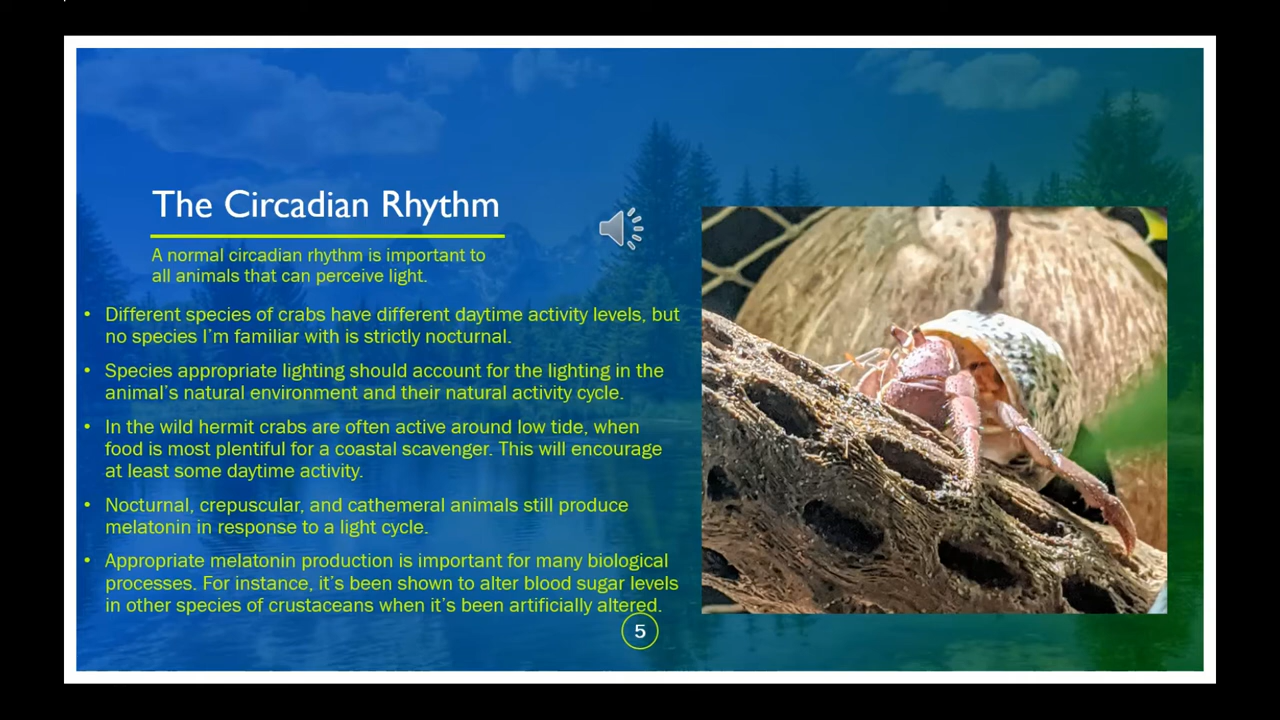 The Circadian Rhythm
A normal circadian rhythm is important to
all animals that can perceive light.
• Different species of crabs have different daytime activity levels, but
no species I'm familiar with is strictly nocturnal.
• Species appropriate lighting should account for the lighting in the
animal's natural environment and their natural activity cycle.
• In the wild hermit crabs are often active around low tide, when
food is most plentiful for a coastal scavenger. This will encourage
at least some daytime activity.
• Nocturnal, crepuscular, and cathemeral animals still produce
melatonin in response to a light cycle.
• Appropriate melatonin production is important for many biological
processes. For instance, it's been shown to alter blood sugar levels
in other species of crustaceans when it's been artificially altered.
5